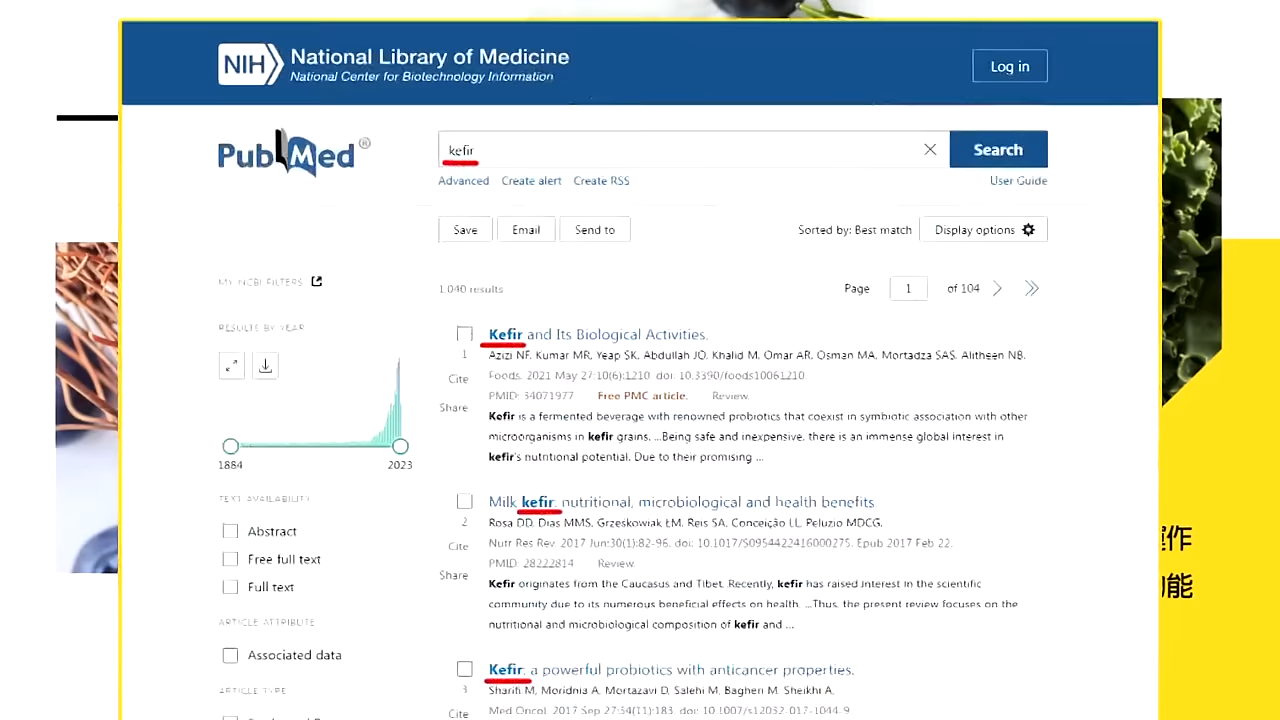 NIH National Library of Medicine
National Center for Biotechnology Information
Log in
PubMed®
kefir
Search
Advanced Create alert Create RSS
User Guide
Save Email Send to
Sorted by: Best match Display options
MY NCBI FILTERS
1,040 results
Page 1 of 104
RESULTS BY YEAR
1884 2023
TEXT AVAILABILITY
Abstract
Free full text
Full text
ARTICLE ATTRIBUTE
Associated data
ARTICLE TYPE
Kefir and Its Biological Activities.
1
Azizi NF, Kumar MR, Yeap SK, Abdullah JO, Khalid M, Omar AR, Osman MA, Mortadza SAS, Alitheen NB.
Cite
Foods. 2021 May 27;10(6):1210. doi: 10.3390/foods10061210.
PMID: 34071977 Free PMC article. Review.
Share
Kefir is a fermented beverage with renowned probiotics that coexist in symbiotic association with other
microorganisms in kefir grains. ...Being safe and inexpensive, there is an immense global interest in
kefir's nutritional potential. Due to their promising ...
Milk kefir: nutritional, microbiological and health benefits.
2
Rosa DD, Dias MMS, Grześkowiak ŁM, Reis SA, Conceição LL, Peluzio MDCG.
Cite
Nutr Res Rev. 2017 Jun;30(1):82-96. doi: 10.1017/S0954422416000275. Epub 2017 Feb 22.
PMID: 28222814 Review.
Share
Kefir originates from the Caucasus and Tibet. Recently, kefir has raised interest in the scientific
community due to its numerous beneficial effects on health. ...Thus, the present review focuses on the
nutritional and microbiological composition of kefir and ...
Kefir: a powerful probiotics with anticancer properties.
3
Sharifi M, Moridnia A, Mortazavi D, Salehi M, Bagheri M, Sheikhi A.
Cite
Med Oncol. 2017 Sep 27;34(11):183. doi: 10.1007/s12032-017-1044-9.
作
能